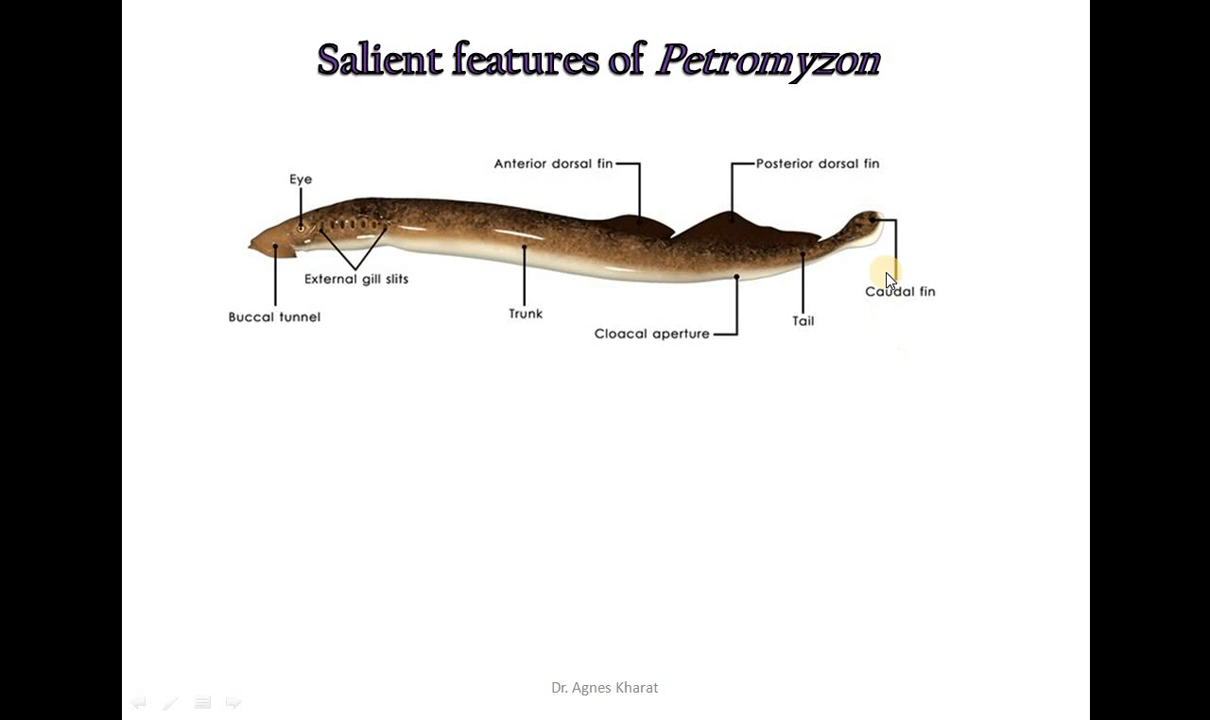 Salient features of Petromyzon
Anterior dorsal fin
Posterior dorsal fin
Eye
External gill slits
Caudal fin
Buccal tunnel
Trunk
Tail
Cloacal aperture
Dr. Agnes Kharat